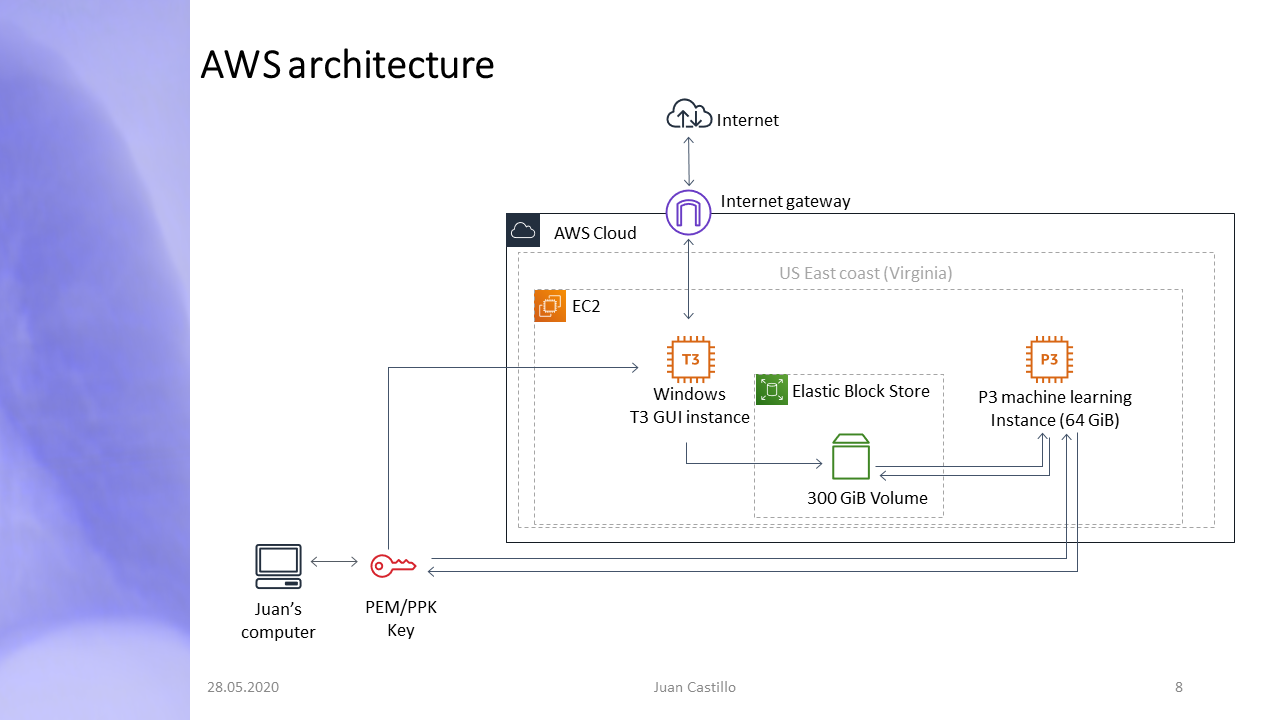 AWS architecture
Internet
Internet gateway
AWS Cloud
US East coast (Virginia)
EC2
T3
Windows
T3 GUI instance
Elastic Block Store
300 GiB Volume
P3
P3 machine learning
Instance (64 GiB)
Juan's
computer
PEM/PPK
Key
28.05.2020
Juan Castillo
8